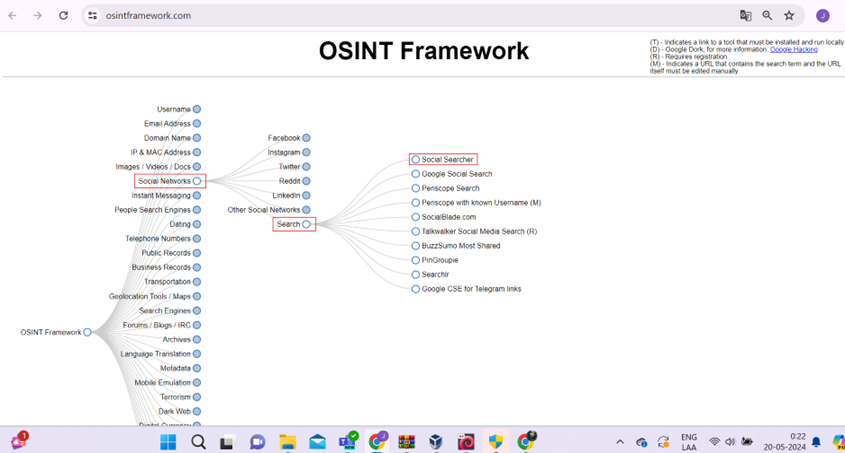 osintframework.com
J
OSINT Framework
(T) - Indicates a link to a tool that must be installed and run locally
(D) - Google Dork, for more information: Google Hacking
(R) - Requires registration
(M) - Indicates a URL that contains the search term and the URL
itself must be edited manually
Username
Email Address
Domain Name
IP & MAC Address
Images / Videos / Docs
Social Networks
Instant Messaging
People Search Engines
Dating
Telephone Numbers
Public Records
Business Records
Transportation
Geolocation Tools / Maps
Search Engines
Forums / Blogs / IRC
OSINT Framework
Archives
Language Translation
Metadata
Mobile Emulation
Terrorism
Dark Web
Digital Currency
Facebook
Instagram
Twitter
Reddit
LinkedIn
Other Social Networks
Search
Social Searcher
Google Social Search
Periscope Search
Periscope with known Username (M)
SocialBlade.com
Talkwalker Social Media Search (R)
BuzzSumo Most Shared
PinGroupie
Searchlr
Google CSE for Telegram links
1
ENG
LAA
0:22
20-05-2024